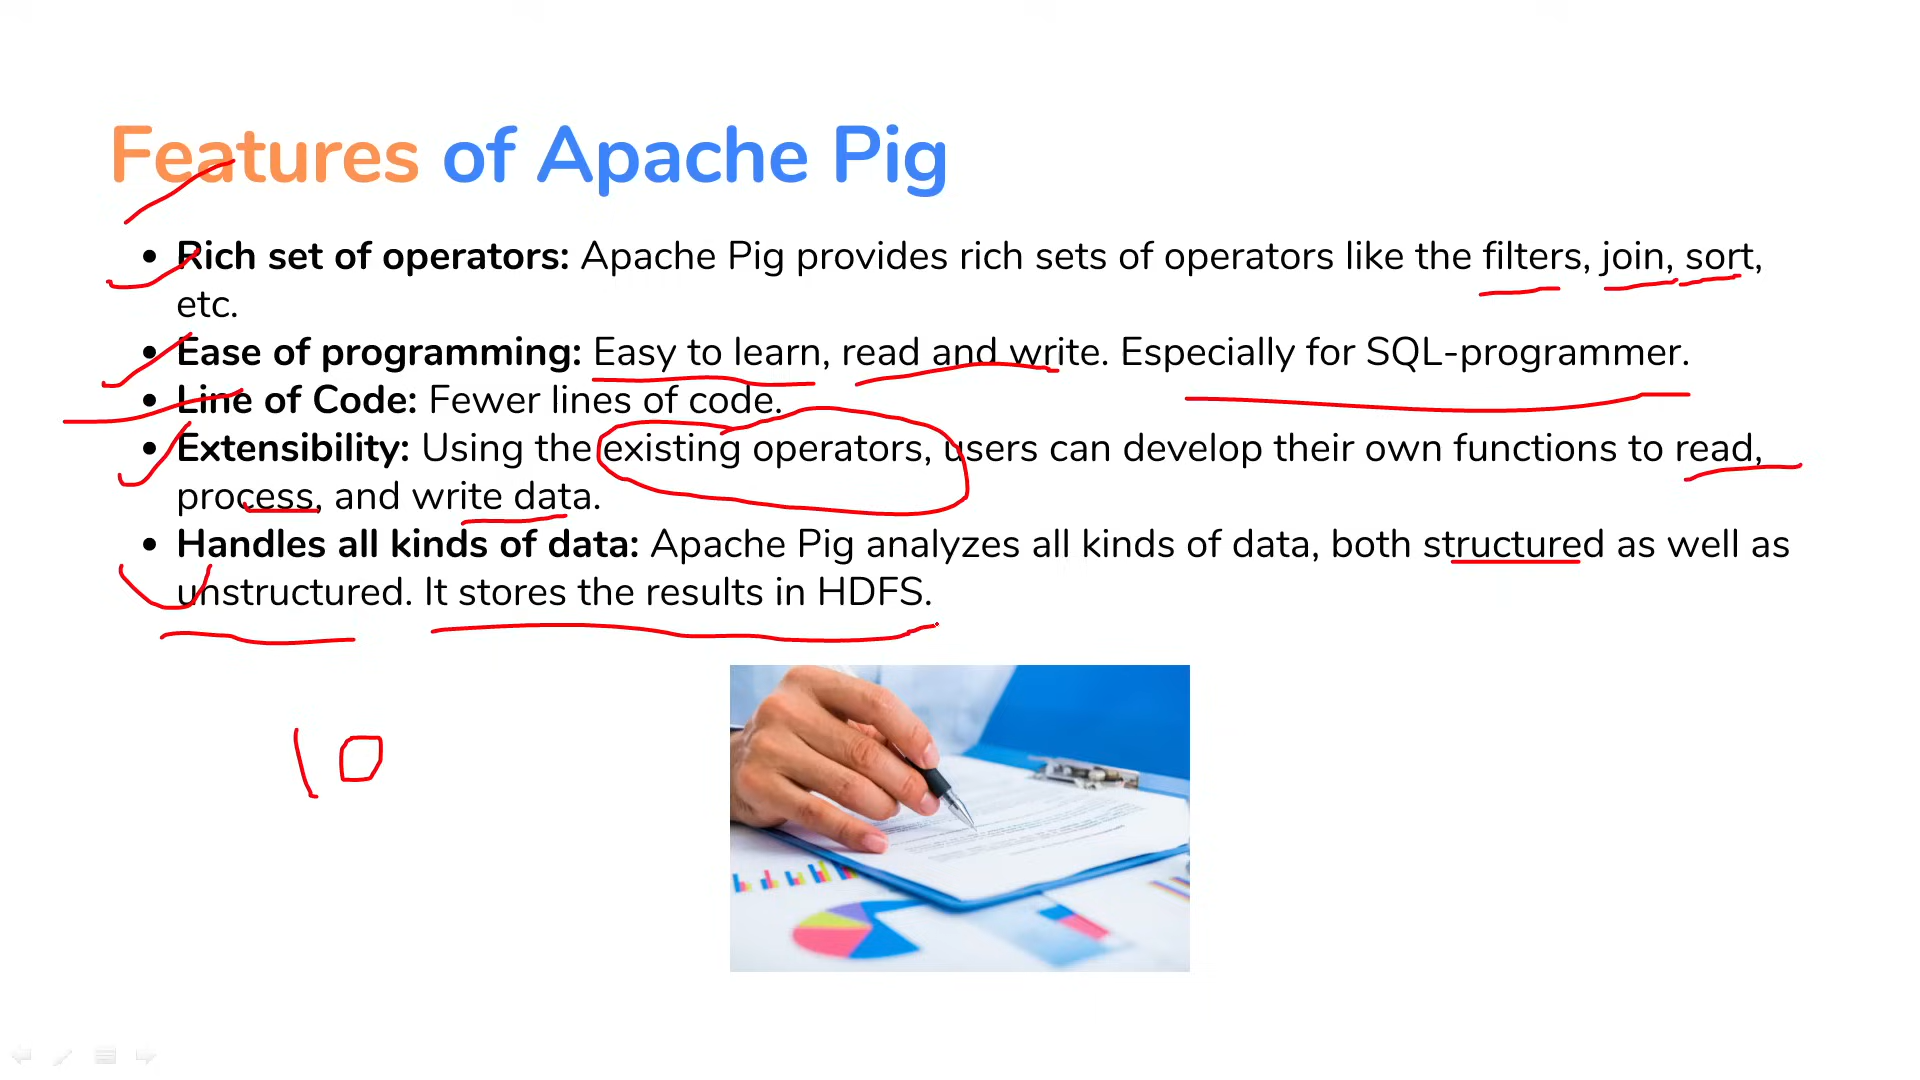 Features of Apache Pig
• Rich set of operators: Apache Pig provides rich sets of operators like the filters, join, sort,
etc.
• Ease of programming: Easy to learn, read and write. Especially for SQL-programmer.
• Line of Code: Fewer lines of code.
• Extensibility: Using the existing operators, users can develop their own functions to read,
process, and write data.
• Handles all kinds of data: Apache Pig analyzes all kinds of data, both structured as well as
unstructured. It stores the results in HDFS.
10